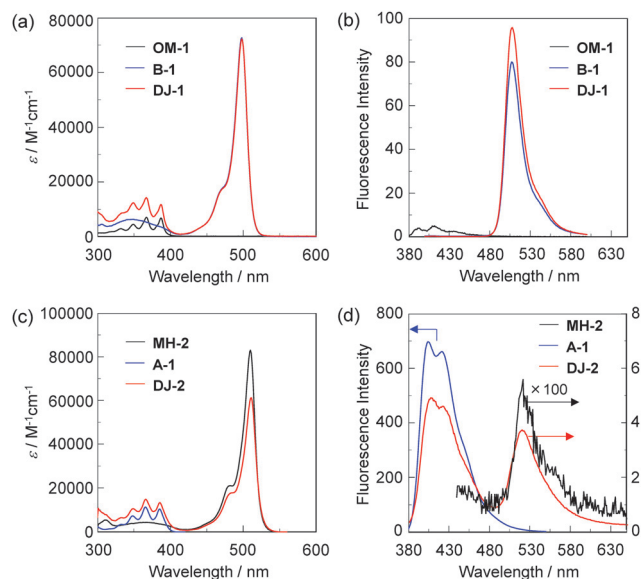 (a)
80000
60000
40000
20000
0
300 400 500 600
ε / M⁻¹cm⁻¹
Wavelength / nm
OM-1
B-1
DJ-1
(b)
100
80
60
40
20
0
380 430 480 530 580 630
Fluorescence Intensity
Wavelength / nm
OM-1
B-1
DJ-1
(c)
100000
80000
60000
40000
20000
0
300 400 500 600
ε / M⁻¹cm⁻¹
Wavelength / nm
MH-2
A-1
DJ-2
(d)
800
600
400
200
0
8
6
4
2
0
380 430 480 530 580 630
Fluorescence Intensity
Wavelength / nm
MH-2
A-1
DJ-2
×100